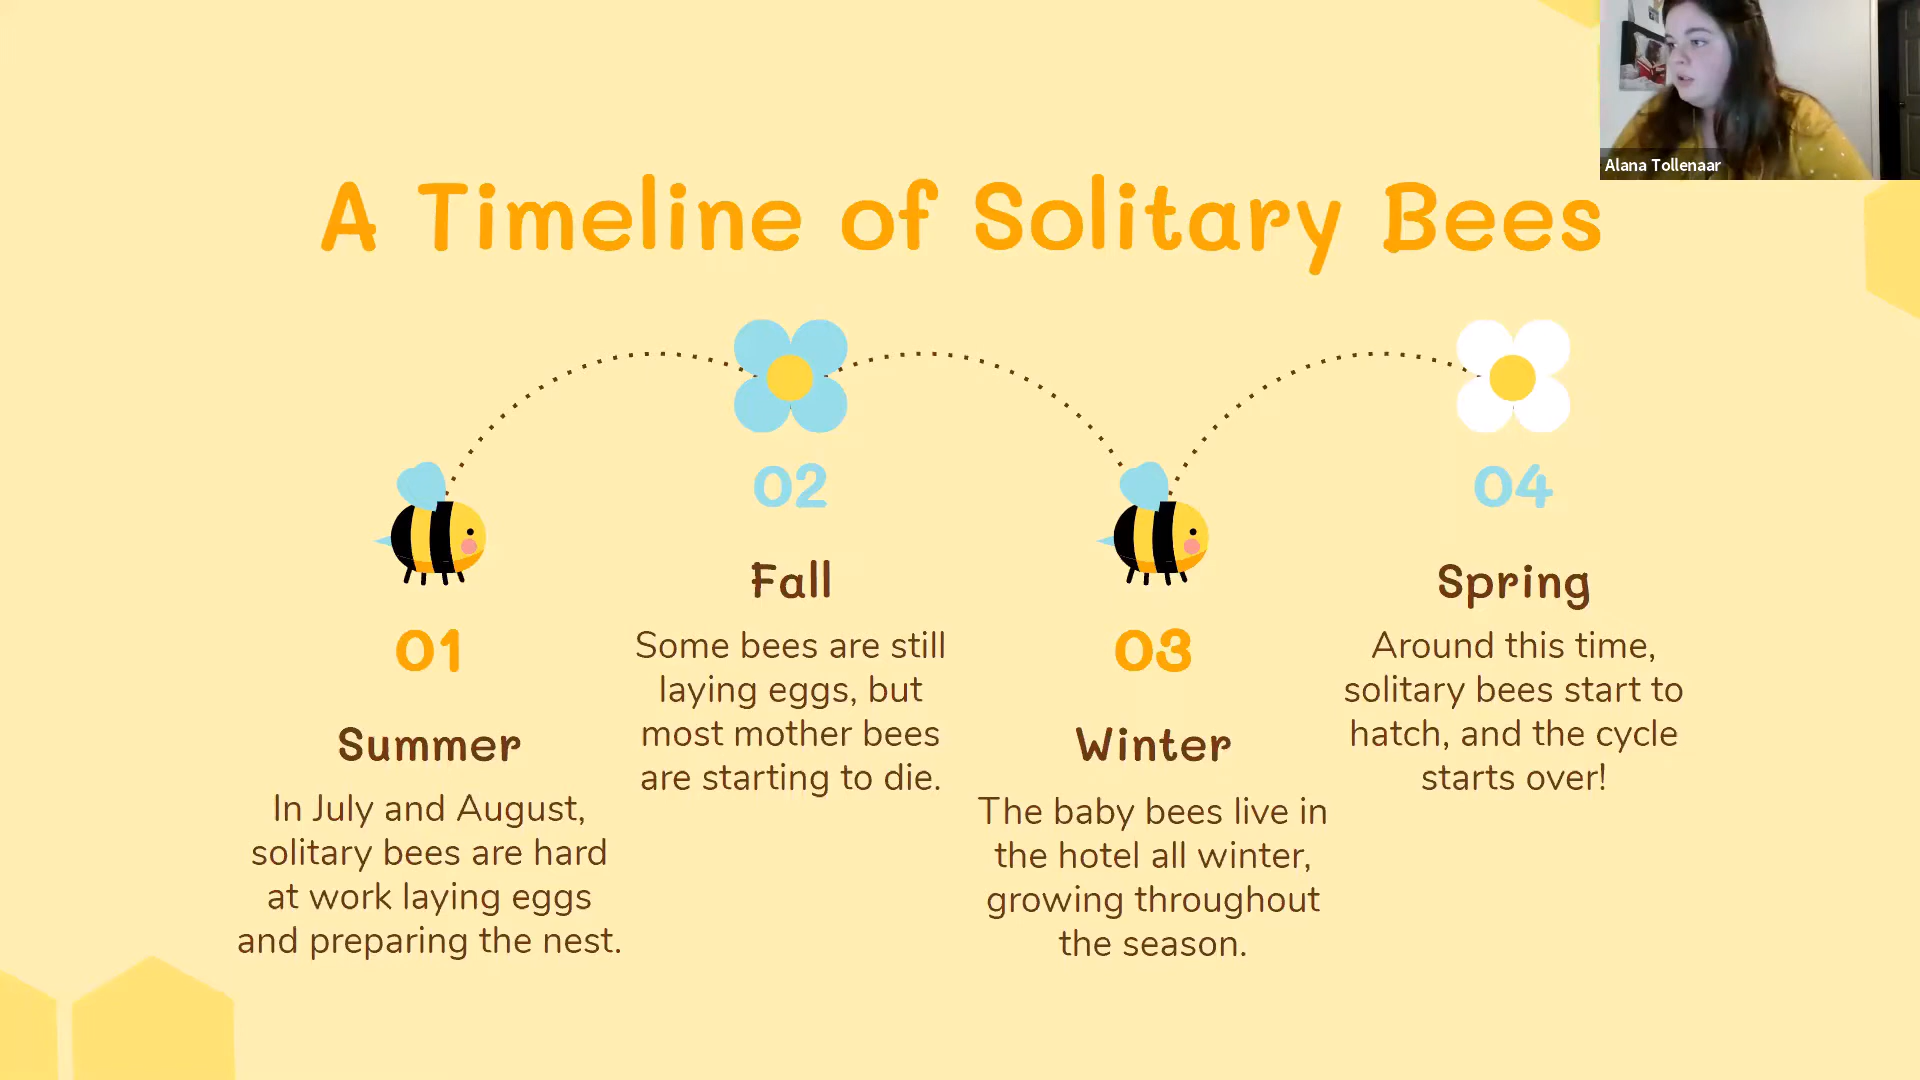 Alana Tollenaar
A Timeline of Solitary Bees
01
Summer
In July and August,
solitary bees are hard
at work laying eggs
and preparing the nest.
02
Fall
Some bees are still
laying eggs, but
most mother bees
are starting to die.
03
Winter
The baby bees live in
the hotel all winter,
growing throughout
the season.
04
Spring
Around this time,
solitary bees start to
hatch, and the cycle
starts over!